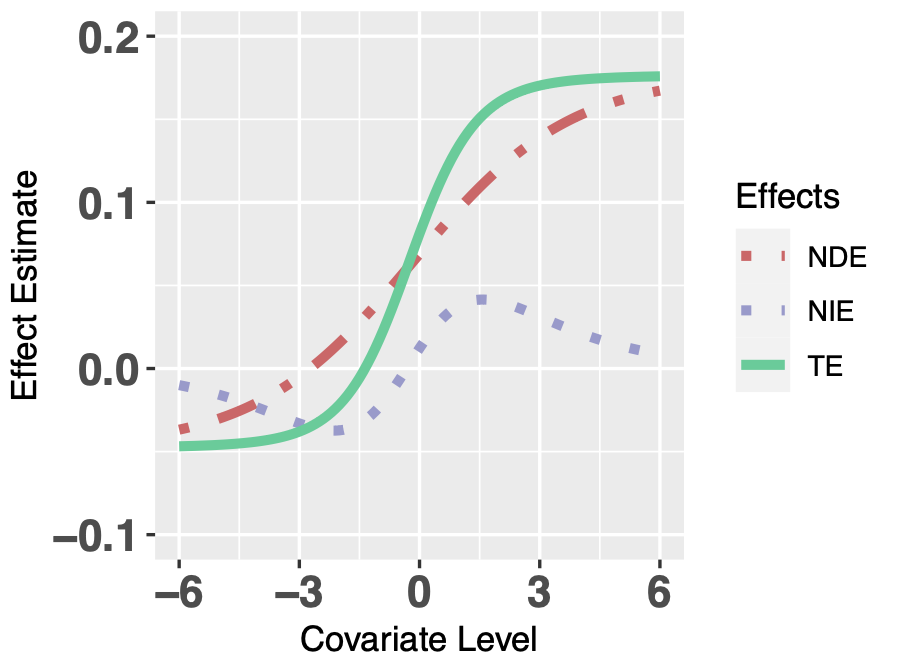 0.2
0.1
0.0
−0.1
−6 −3 0 3 6
Covariate Level
Effect Estimate
Effects
NDE
NIE
TE